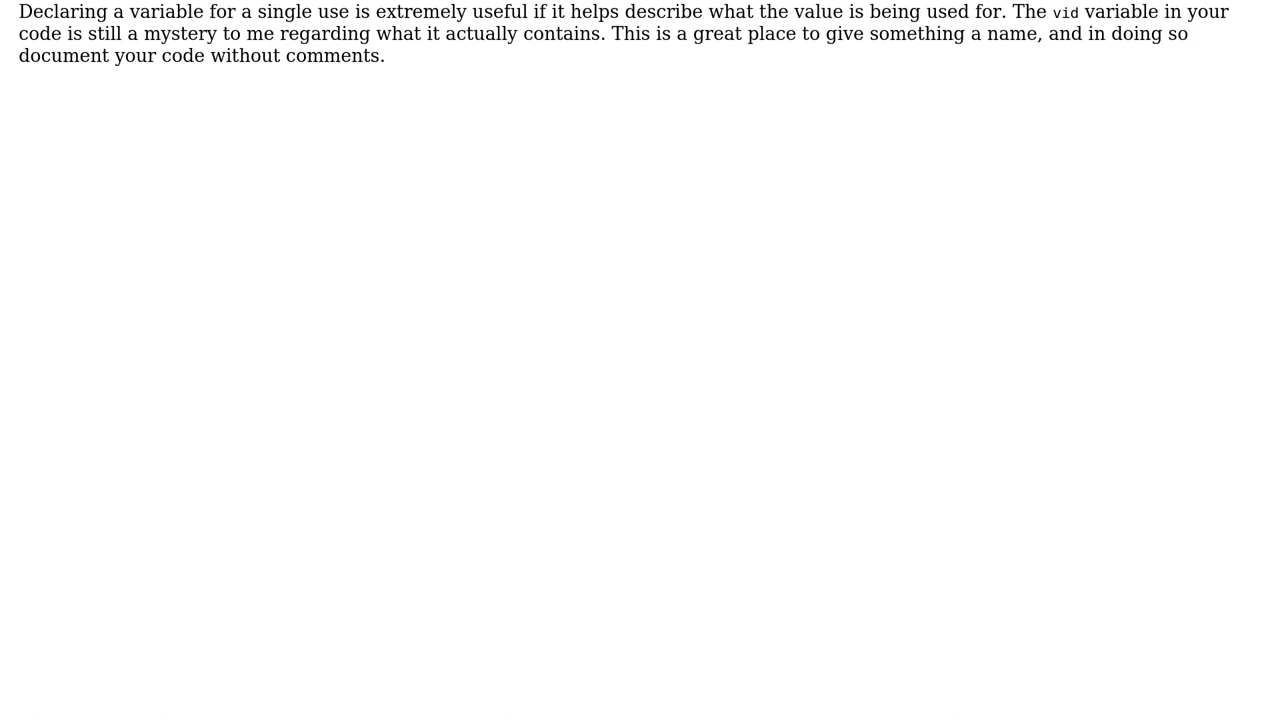 Declaring a variable for a single use is extremely useful if it helps describe what the value is being used for. The vid variable in your
code is still a mystery to me regarding what it actually contains. This is a great place to give something a name, and in doing so
document your code without comments.